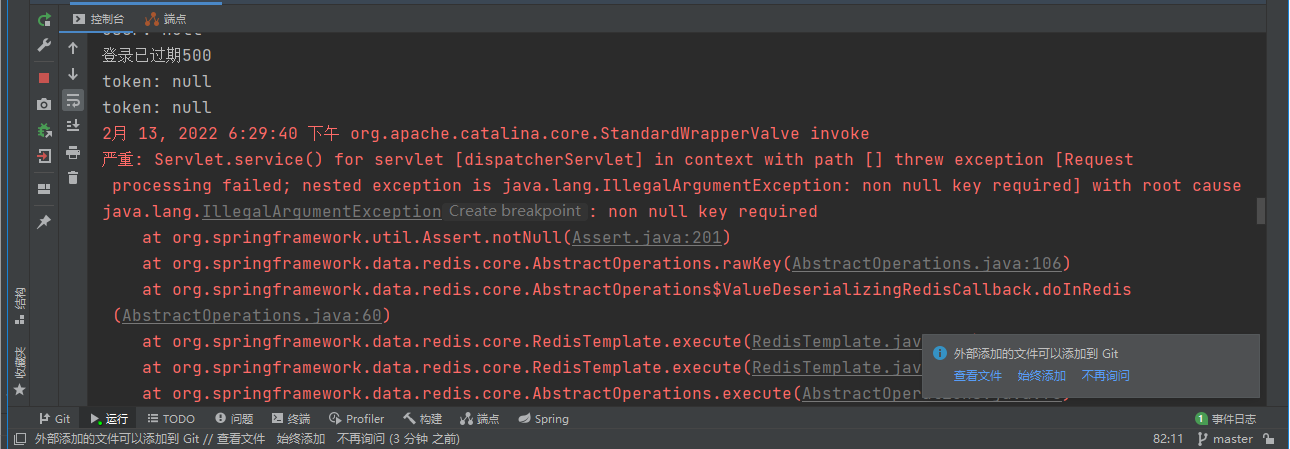 控制台 端点
登录已过期500
token: null
token: null
2月 13, 2022 6:29:40 下午 org.apache.catalina.core.StandardWrapperValve invoke
严重: Servlet.service() for servlet [dispatcherServlet] in context with path [] threw exception [Request
processing failed; nested exception is java.lang.IllegalArgumentException: non null key required] with root cause
java.lang.IllegalArgumentException Create breakpoint : non null key required
at org.springframework.util.Assert.notNull(Assert.java:201)
at org.springframework.data.redis.core.AbstractOperations.rawKey(AbstractOperations.java:106)
at org.springframework.data.redis.core.AbstractOperations$ValueDeserializingRedisCallback.doInRedis
(AbstractOperations.java:60)
at org.springframework.data.redis.core.RedisTemplate.execute(RedisTemplate.jav
at org.springframework.data.redis.core.RedisTemplate.execute(RedisTemplate.jav
at org.springframework.data.redis.core.AbstractOperations.execute(AbstractOperations.java
外部添加的文件可以添加到 Git
查看文件 始终添加 不再询问
结构
收藏夹
Git 运行 TODO 问题 终端 Profiler 构建 端点 Spring 1 事件日志
外部添加的文件可以添加到 Git // 查看文件 始终添加 不再询问 (3 分钟 之前) 82:11 master